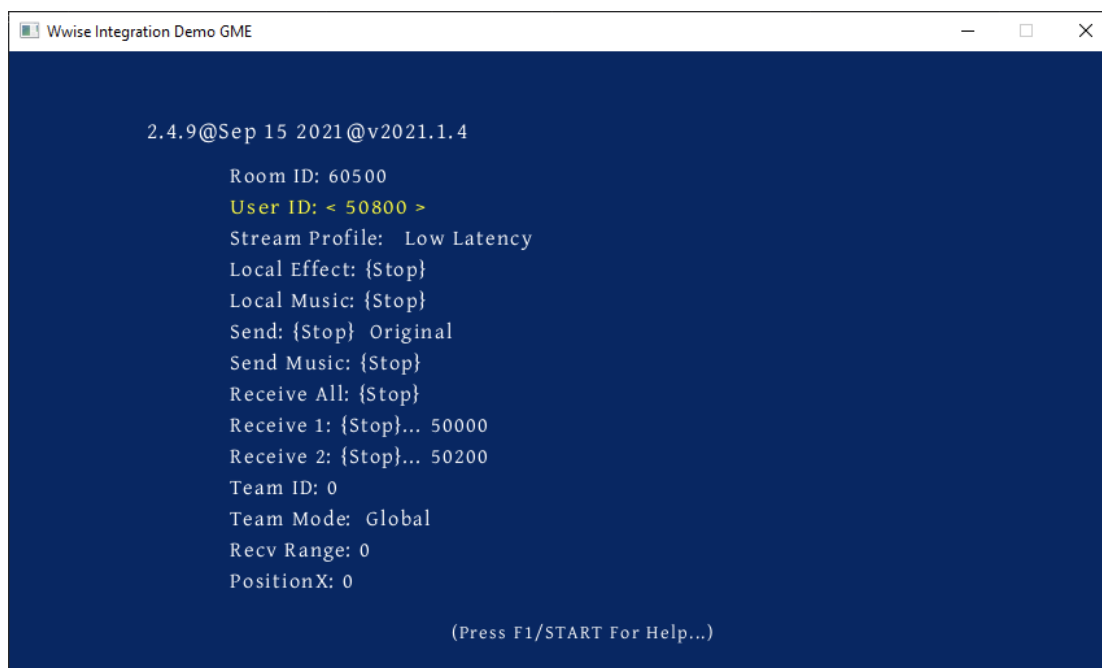 Wwise Integration Demo GME
2.4.9@Sep 15 2021@v2021.1.4
Room ID: 60500
User ID: < 50800 >
Stream Profile: Low Latency
Local Effect: {Stop}
Local Music: {Stop}
Send: {Stop} Original
Send Music: {Stop}
Receive All: {Stop}
Receive 1: {Stop}... 50000
Receive 2: {Stop}... 50200
Team ID: 0
Team Mode: Global
Recv Range: 0
PositionX: 0
(Press F1/START For Help...)